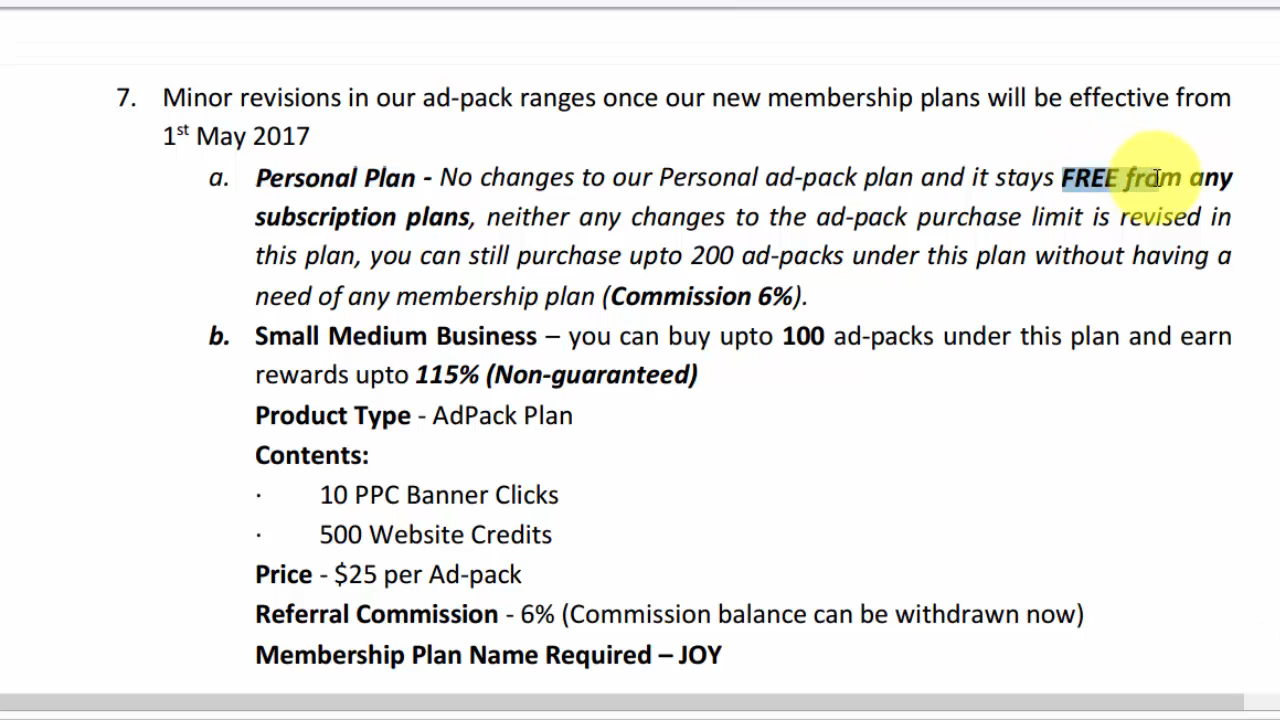 7. Minor revisions in our ad-pack ranges once our new membership plans will be effective from
1st May 2017
a. Personal Plan - No changes to our Personal ad-pack plan and it stays FREE from any
subscription plans, neither any changes to the ad-pack purchase limit is revised in
this plan, you can still purchase upto 200 ad-packs under this plan without having a
need of any membership plan (Commission 6%).
b. Small Medium Business – you can buy upto 100 ad-packs under this plan and earn
rewards upto 115% (Non-guaranteed)
Product Type - AdPack Plan
Contents:
· 10 PPC Banner Clicks
· 500 Website Credits
Price - $25 per Ad-pack
Referral Commission - 6% (Commission balance can be withdrawn now)
Membership Plan Name Required – JOY